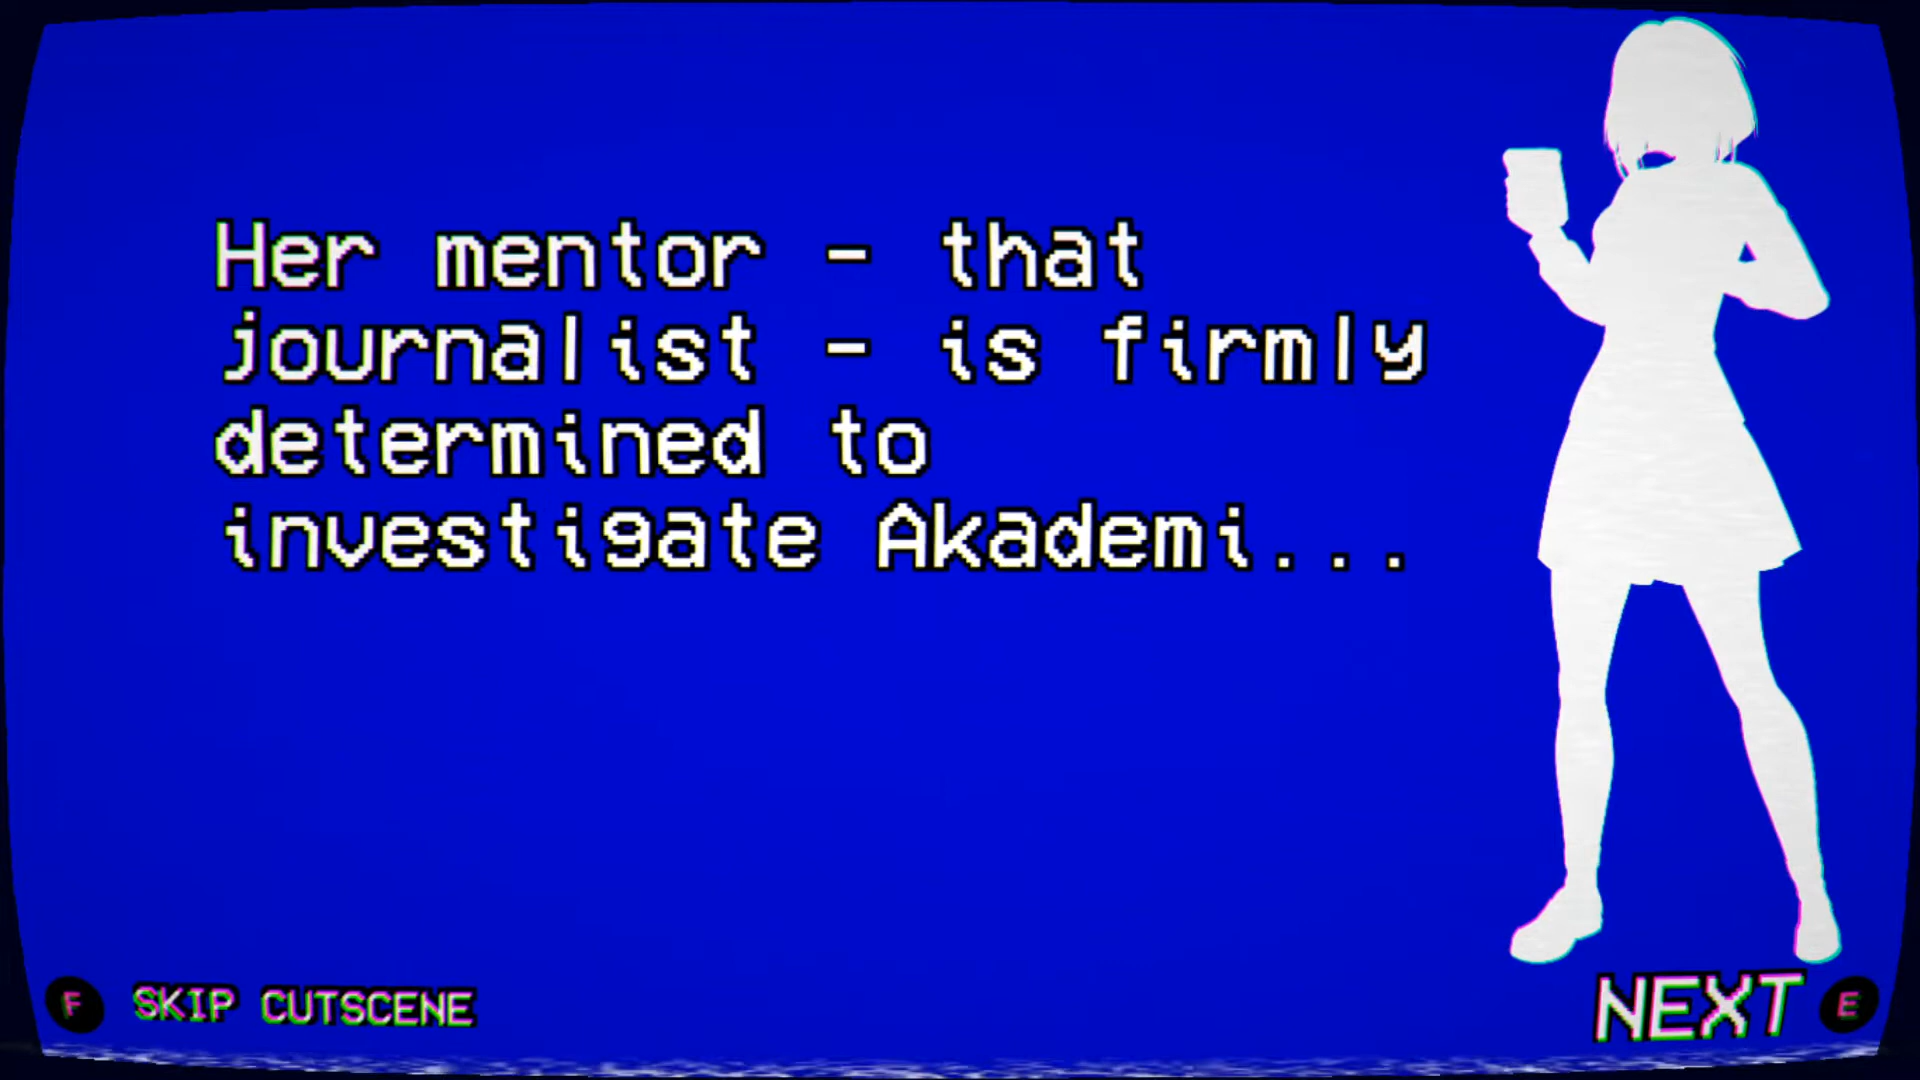 Her mentor - that
journalist - is firmly
determined to
investigate Akademi...
F SKIP CUTSCENE
NEXT E